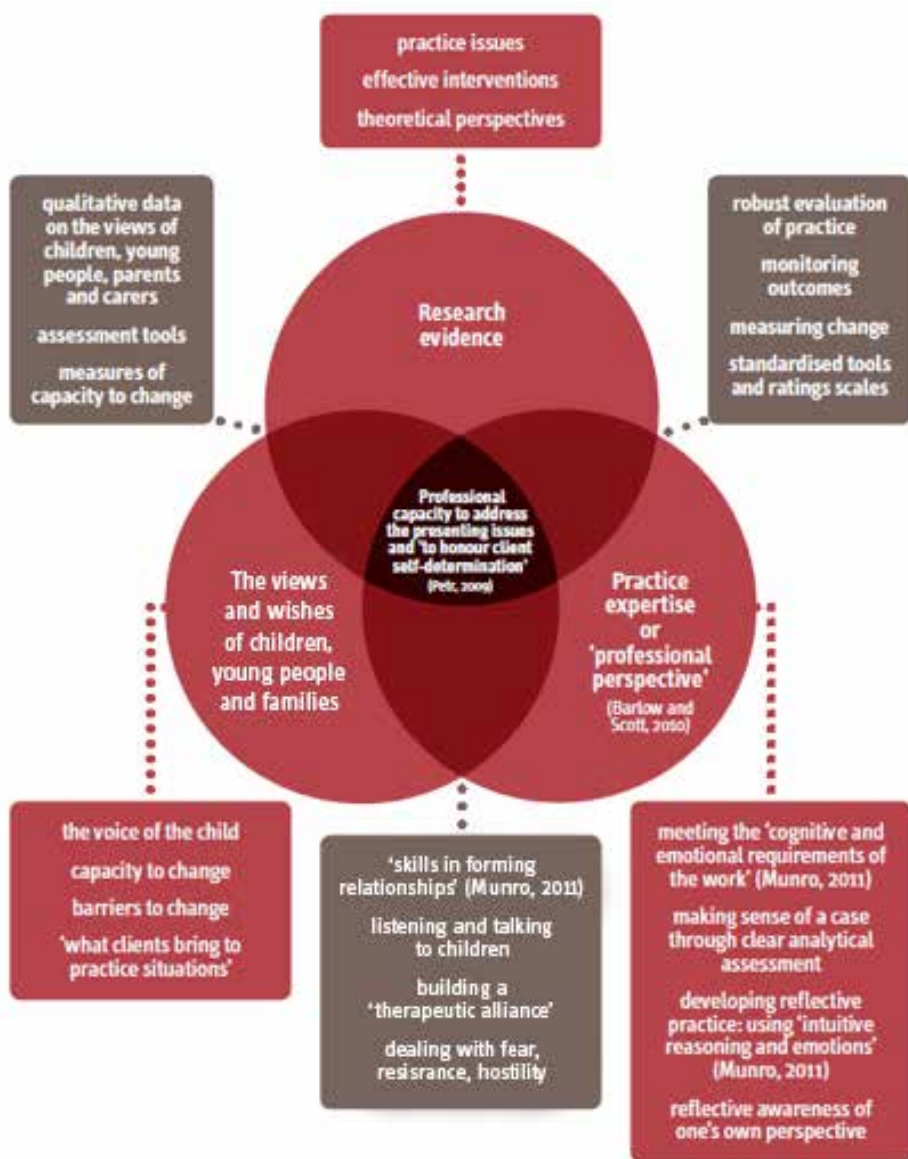 practice issues
effective interventions
theoretical perspectives
qualitative data
on the views of
children, young
people, parents
and carers
assessment tools
measures of
capacity to change
robust evaluation
of practice
monitoring
outcomes
measuring change
standardised tools
and ratings scales
Research
evidence
Professional
capacity to address
the presenting issues
and ‘to honour client
self-determination’
(Petr, 2009)
The views
and wishes
of children,
young people
and families
Practice
expertise
or
‘professional
perspective’
(Barlow and
Scott, 2010)
the voice of the child
capacity to change
barriers to change
‘what clients bring to
practice situations’
‘skills in forming
relationships’ (Munro, 2011)
listening and talking
to children
building a
‘therapeutic alliance’
dealing with fear,
resisrance, hostility
meeting the ‘cognitive and
emotional requirements of
the work’ (Munro, 2011)
making sense of a case
through clear analytical
assessment
developing reflective
practice: using ‘intuitive
reasoning and emotions’
(Munro, 2011)
reflective awareness of
one’s own perspective